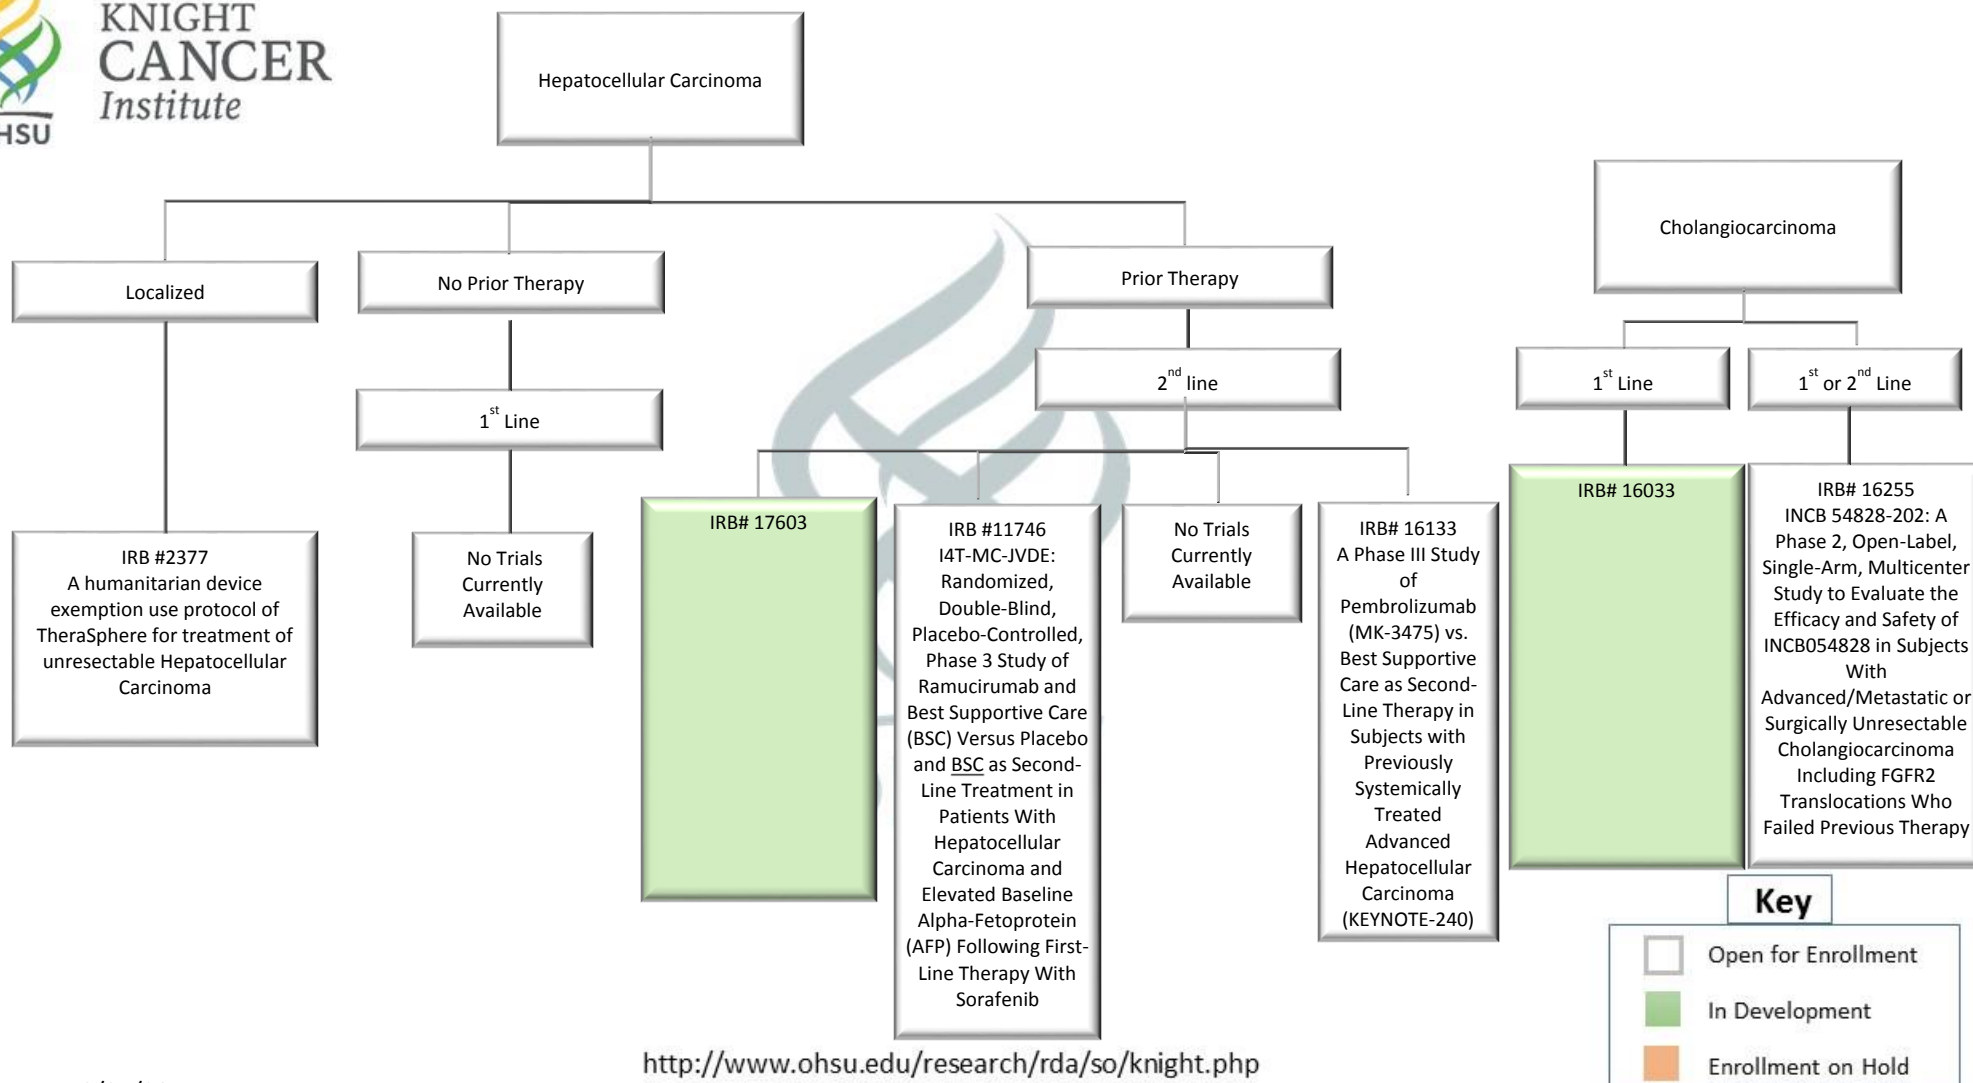 KNIGHT
CANCER
Institute
HSU
Hepatocellular Carcinoma
Cholangiocarcinoma
Localized
No Prior Therapy
Prior Therapy
1st Line
2nd line
1st Line
1st or 2nd Line
IRB #2377
A humanitarian device
exemption use protocol of
TheraSphere for treatment of
unresectable Hepatocellular
Carcinoma
No Trials
Currently
Available
IRB# 17603
IRB #11746
I4T-MC-JVDE:
Randomized,
Double-Blind,
Placebo-Controlled,
Phase 3 Study of
Ramucirumab and
Best Supportive Care
(BSC) Versus Placebo
and BSC as Second-
Line Treatment in
Patients With
Hepatocellular
Carcinoma and
Elevated Baseline
Alpha-Fetoprotein
(AFP) Following First-
Line Therapy With
Sorafenib
No Trials
Currently
Available
IRB# 16133
A Phase III Study
of
Pembrolizumab
(MK-3475) vs.
Best Supportive
Care as Second-
Line Therapy in
Subjects with
Previously
Systemically
Treated
Advanced
Hepatocellular
Carcinoma
(KEYNOTE-240)
IRB# 16033
IRB# 16255
INCB 54828-202: A
Phase 2, Open-Label,
Single-Arm, Multicenter
Study to Evaluate the
Efficacy and Safety of
INCB054828 in Subjects
With
Advanced/Metastatic or
Surgically Unresectable
Cholangiocarcinoma
Including FGFR2
Translocations Who
Failed Previous Therapy
Key
Open for Enrollment
In Development
Enrollment on Hold
http://www.ohsu.edu/research/rda/so/knight.php